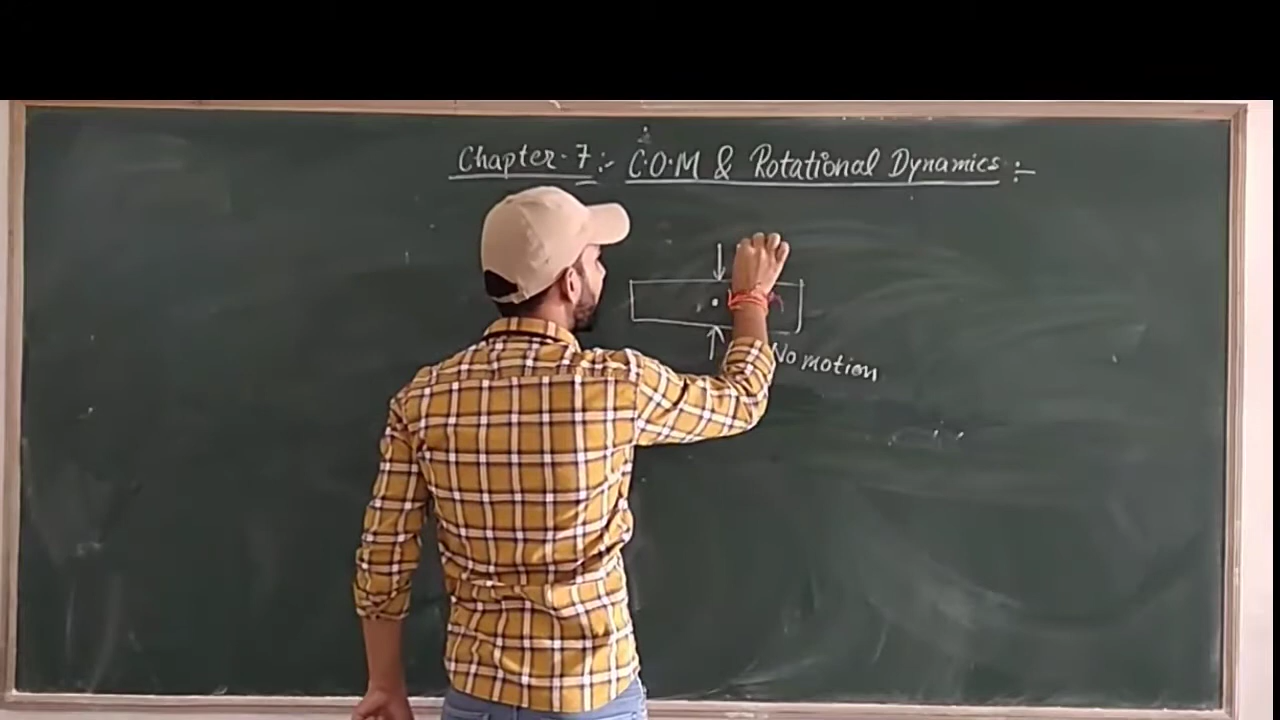 Chapter-7:- C.O.M & Rotational Dynamics :-
No motion